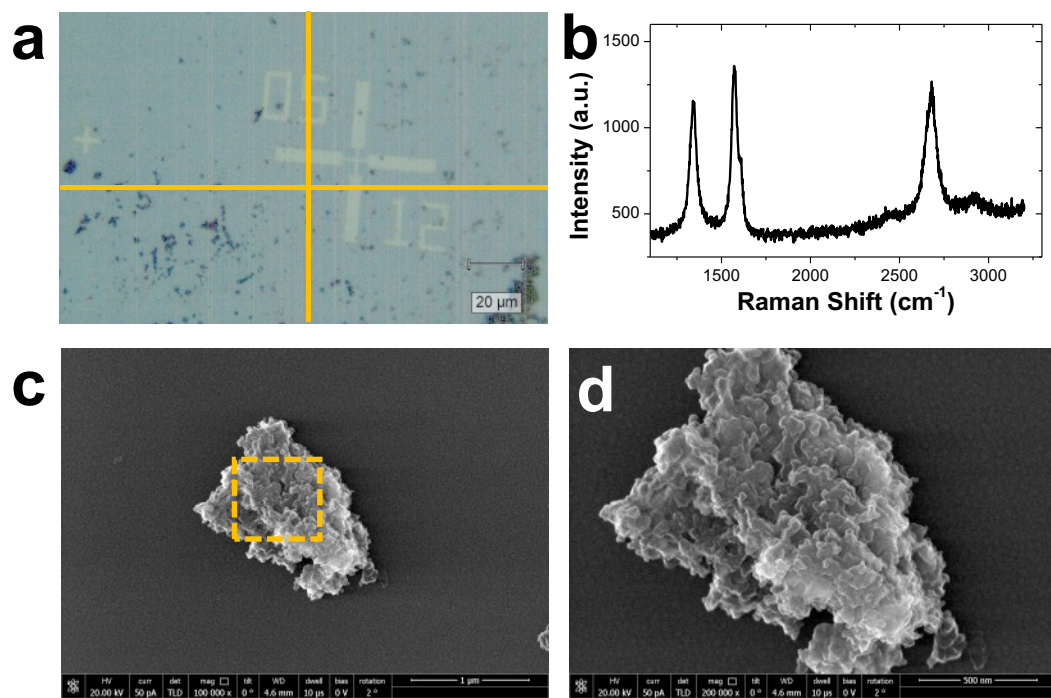 a
05
12
20 µm
b
Intensity (a.u.)
1500
1000
500
1500
2000
2500
3000
Raman Shift (cm⁻¹)
c
HV curr det mag □ tilt WD dwell bias rotation
20.00 kV 50 pA TLD 100 000 x 0 ° 4.6 mm 10 µs 0 V 2 °
1 µm
d
HV curr det mag □ tilt WD dwell bias rotation
20.00 kV 50 pA TLD 200 000 x 0 ° 4.6 mm 10 µs 0 V 2 °
500 nm